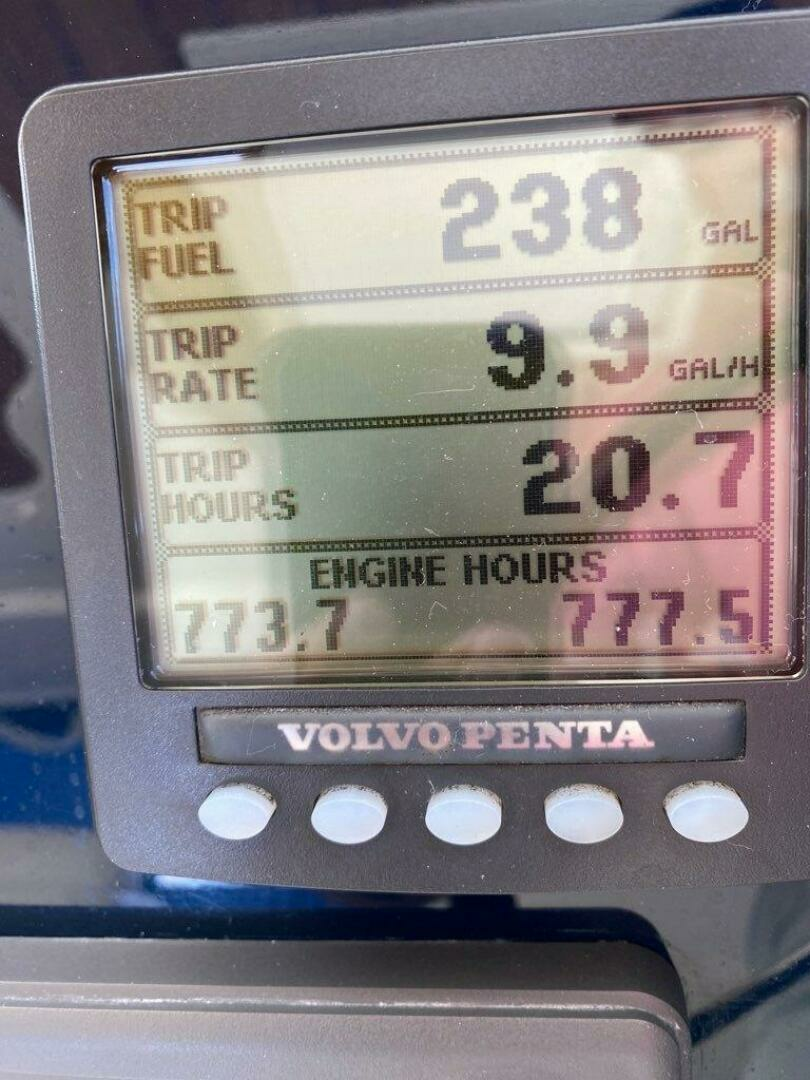 TRIP FUEL 238 GAL
TRIP RATE 9.9 GAL/H
TRIP HOURS 20.7
ENGINE HOURS
773.7 777.5
VOLVO PENTA